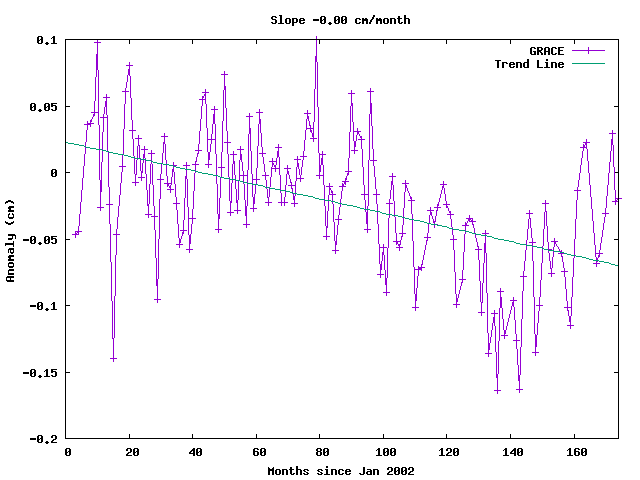 Slope -0.00 cm/month
GRACE
Trend Line
0.1
0.05
0
-0.05
-0.1
-0.15
-0.2
Anomaly (cm)
0 20 40 60 80 100 120 140 160
Months since Jan 2002